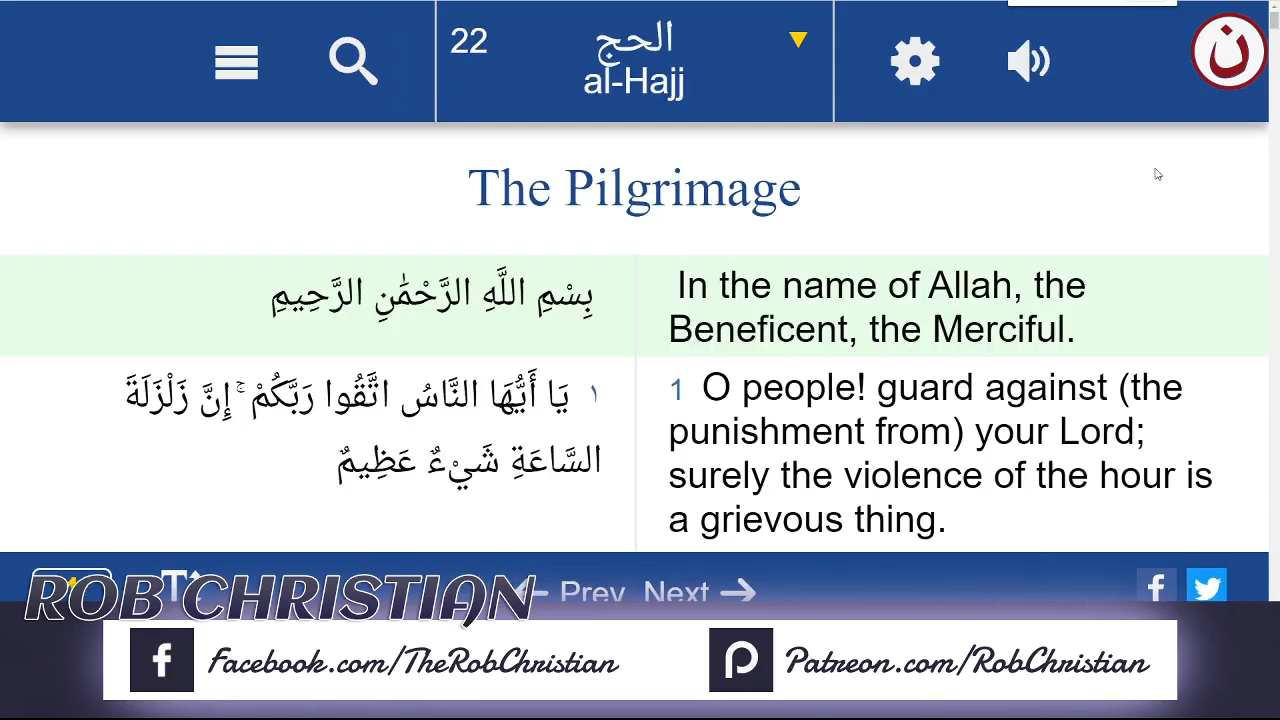 22
الحج
al-Hajj
ن
The Pilgrimage
بِسْمِ اللَّهِ الرَّحْمَٰنِ الرَّحِيمِ
In the name of Allah, the
Beneficent, the Merciful.
١ يَا أَيُّهَا النَّاسُ اتَّقُوا رَبَّكُمْ ۚ إِنَّ زَلْزَلَةَ
السَّاعَةِ شَيْءٌ عَظِيمٌ
1 O people! guard against (the
punishment from) your Lord;
surely the violence of the hour is
a grievous thing.
Prev Next
ROB CHRISTIAN
Facebook.com/TheRobChristian
Patreon.com/RobChristian